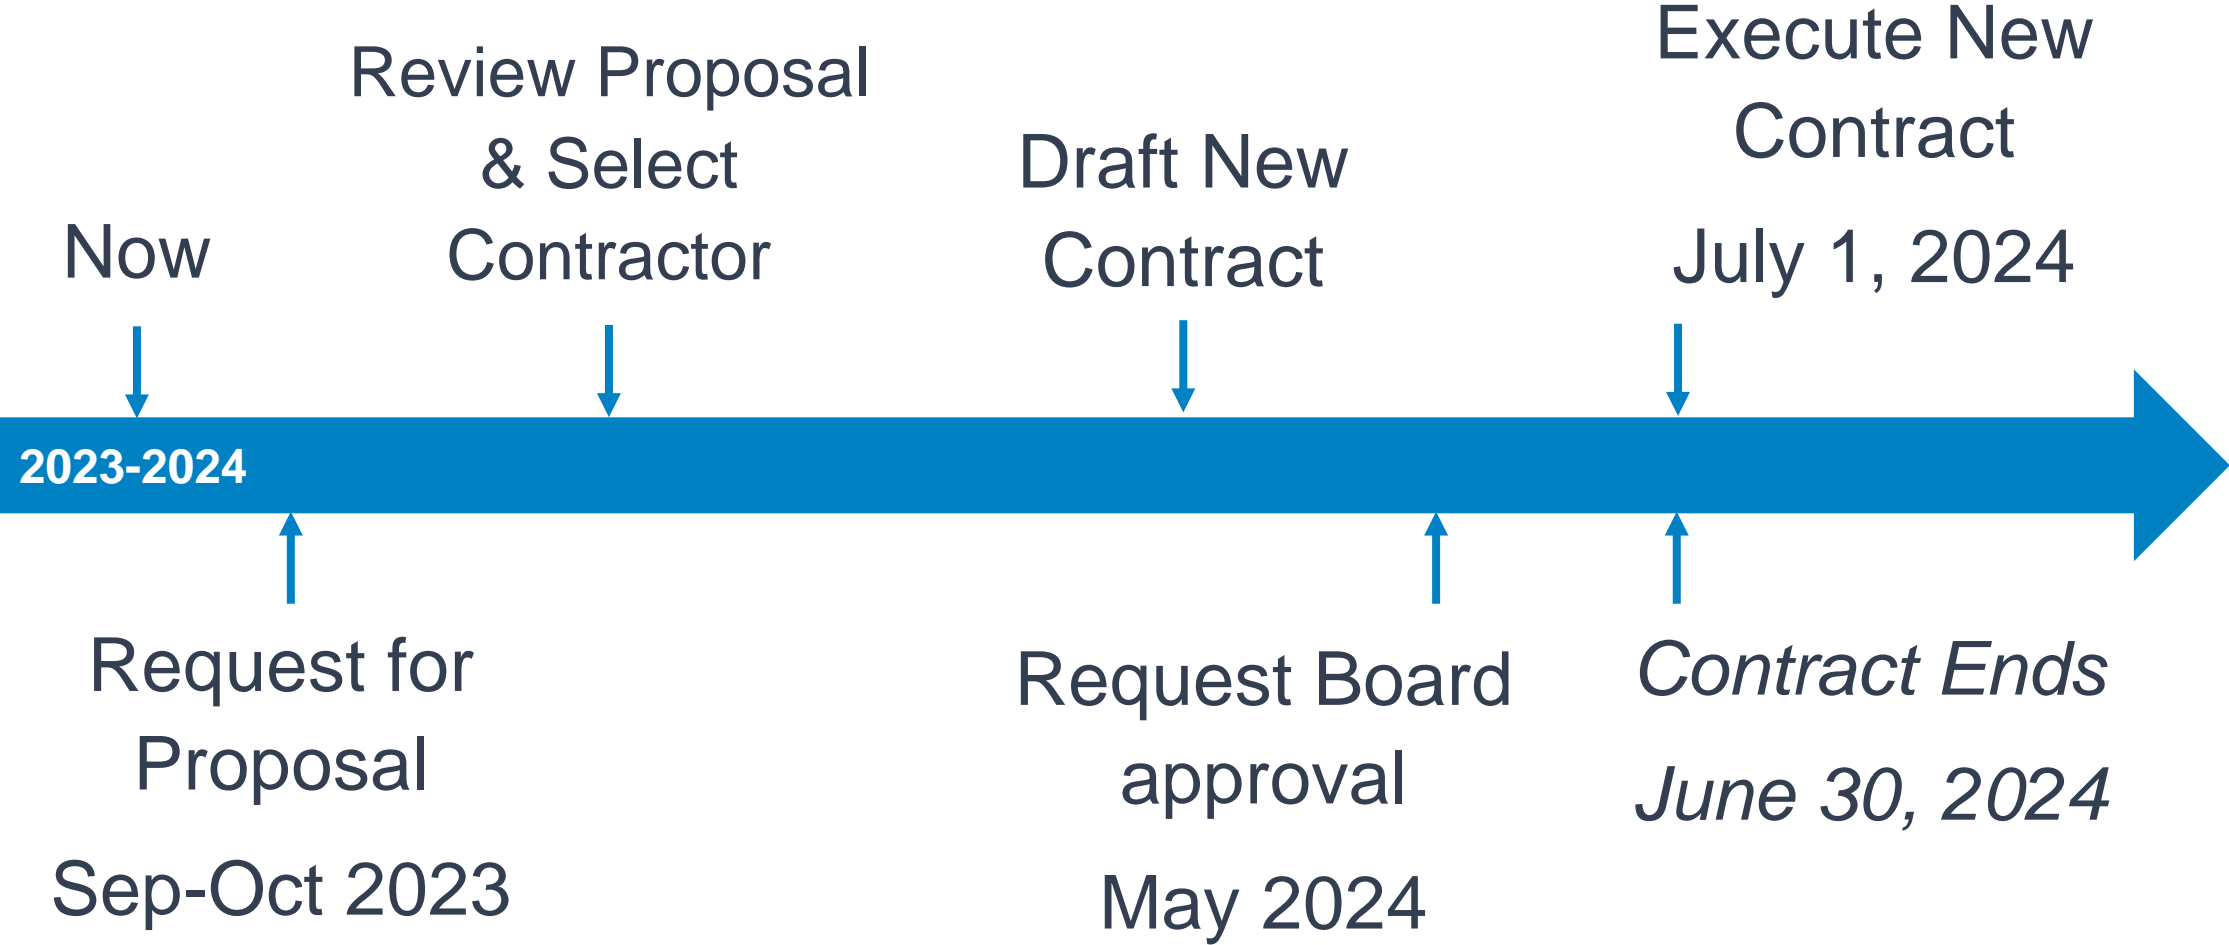 Now
Review Proposal
& Select
Contractor
Draft New
Contract
Execute New
Contract
July 1, 2024
2023-2024
Request for
Proposal
Sep-Oct 2023
Request Board
approval
May 2024
Contract Ends
June 30, 2024